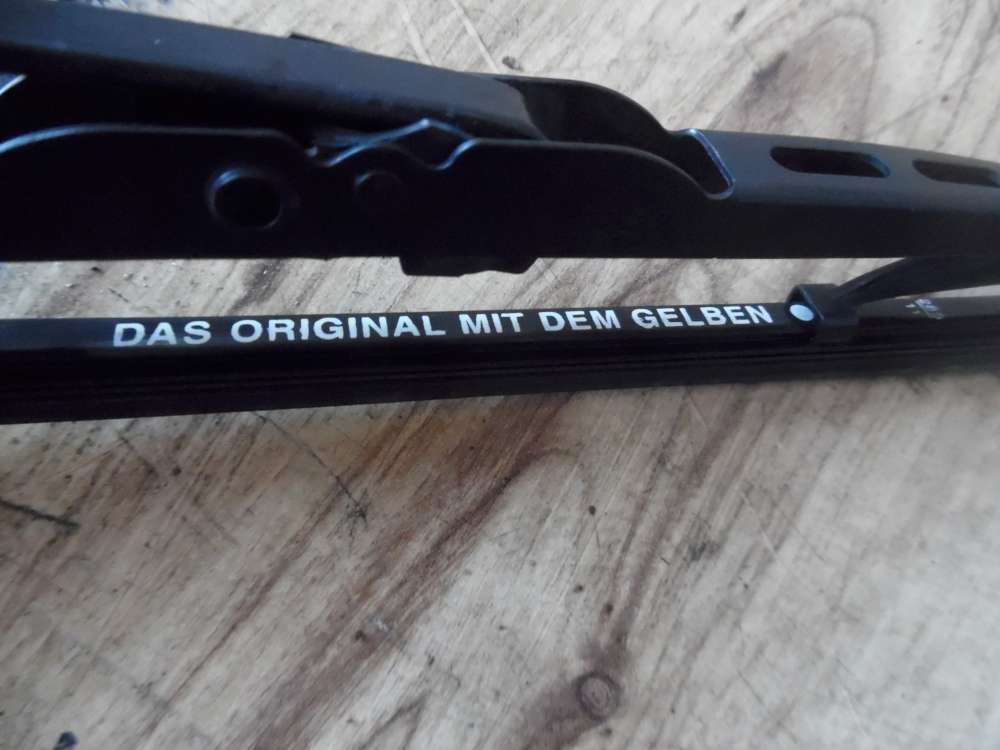 DAS ORIGINAL MIT DEM GELBEN